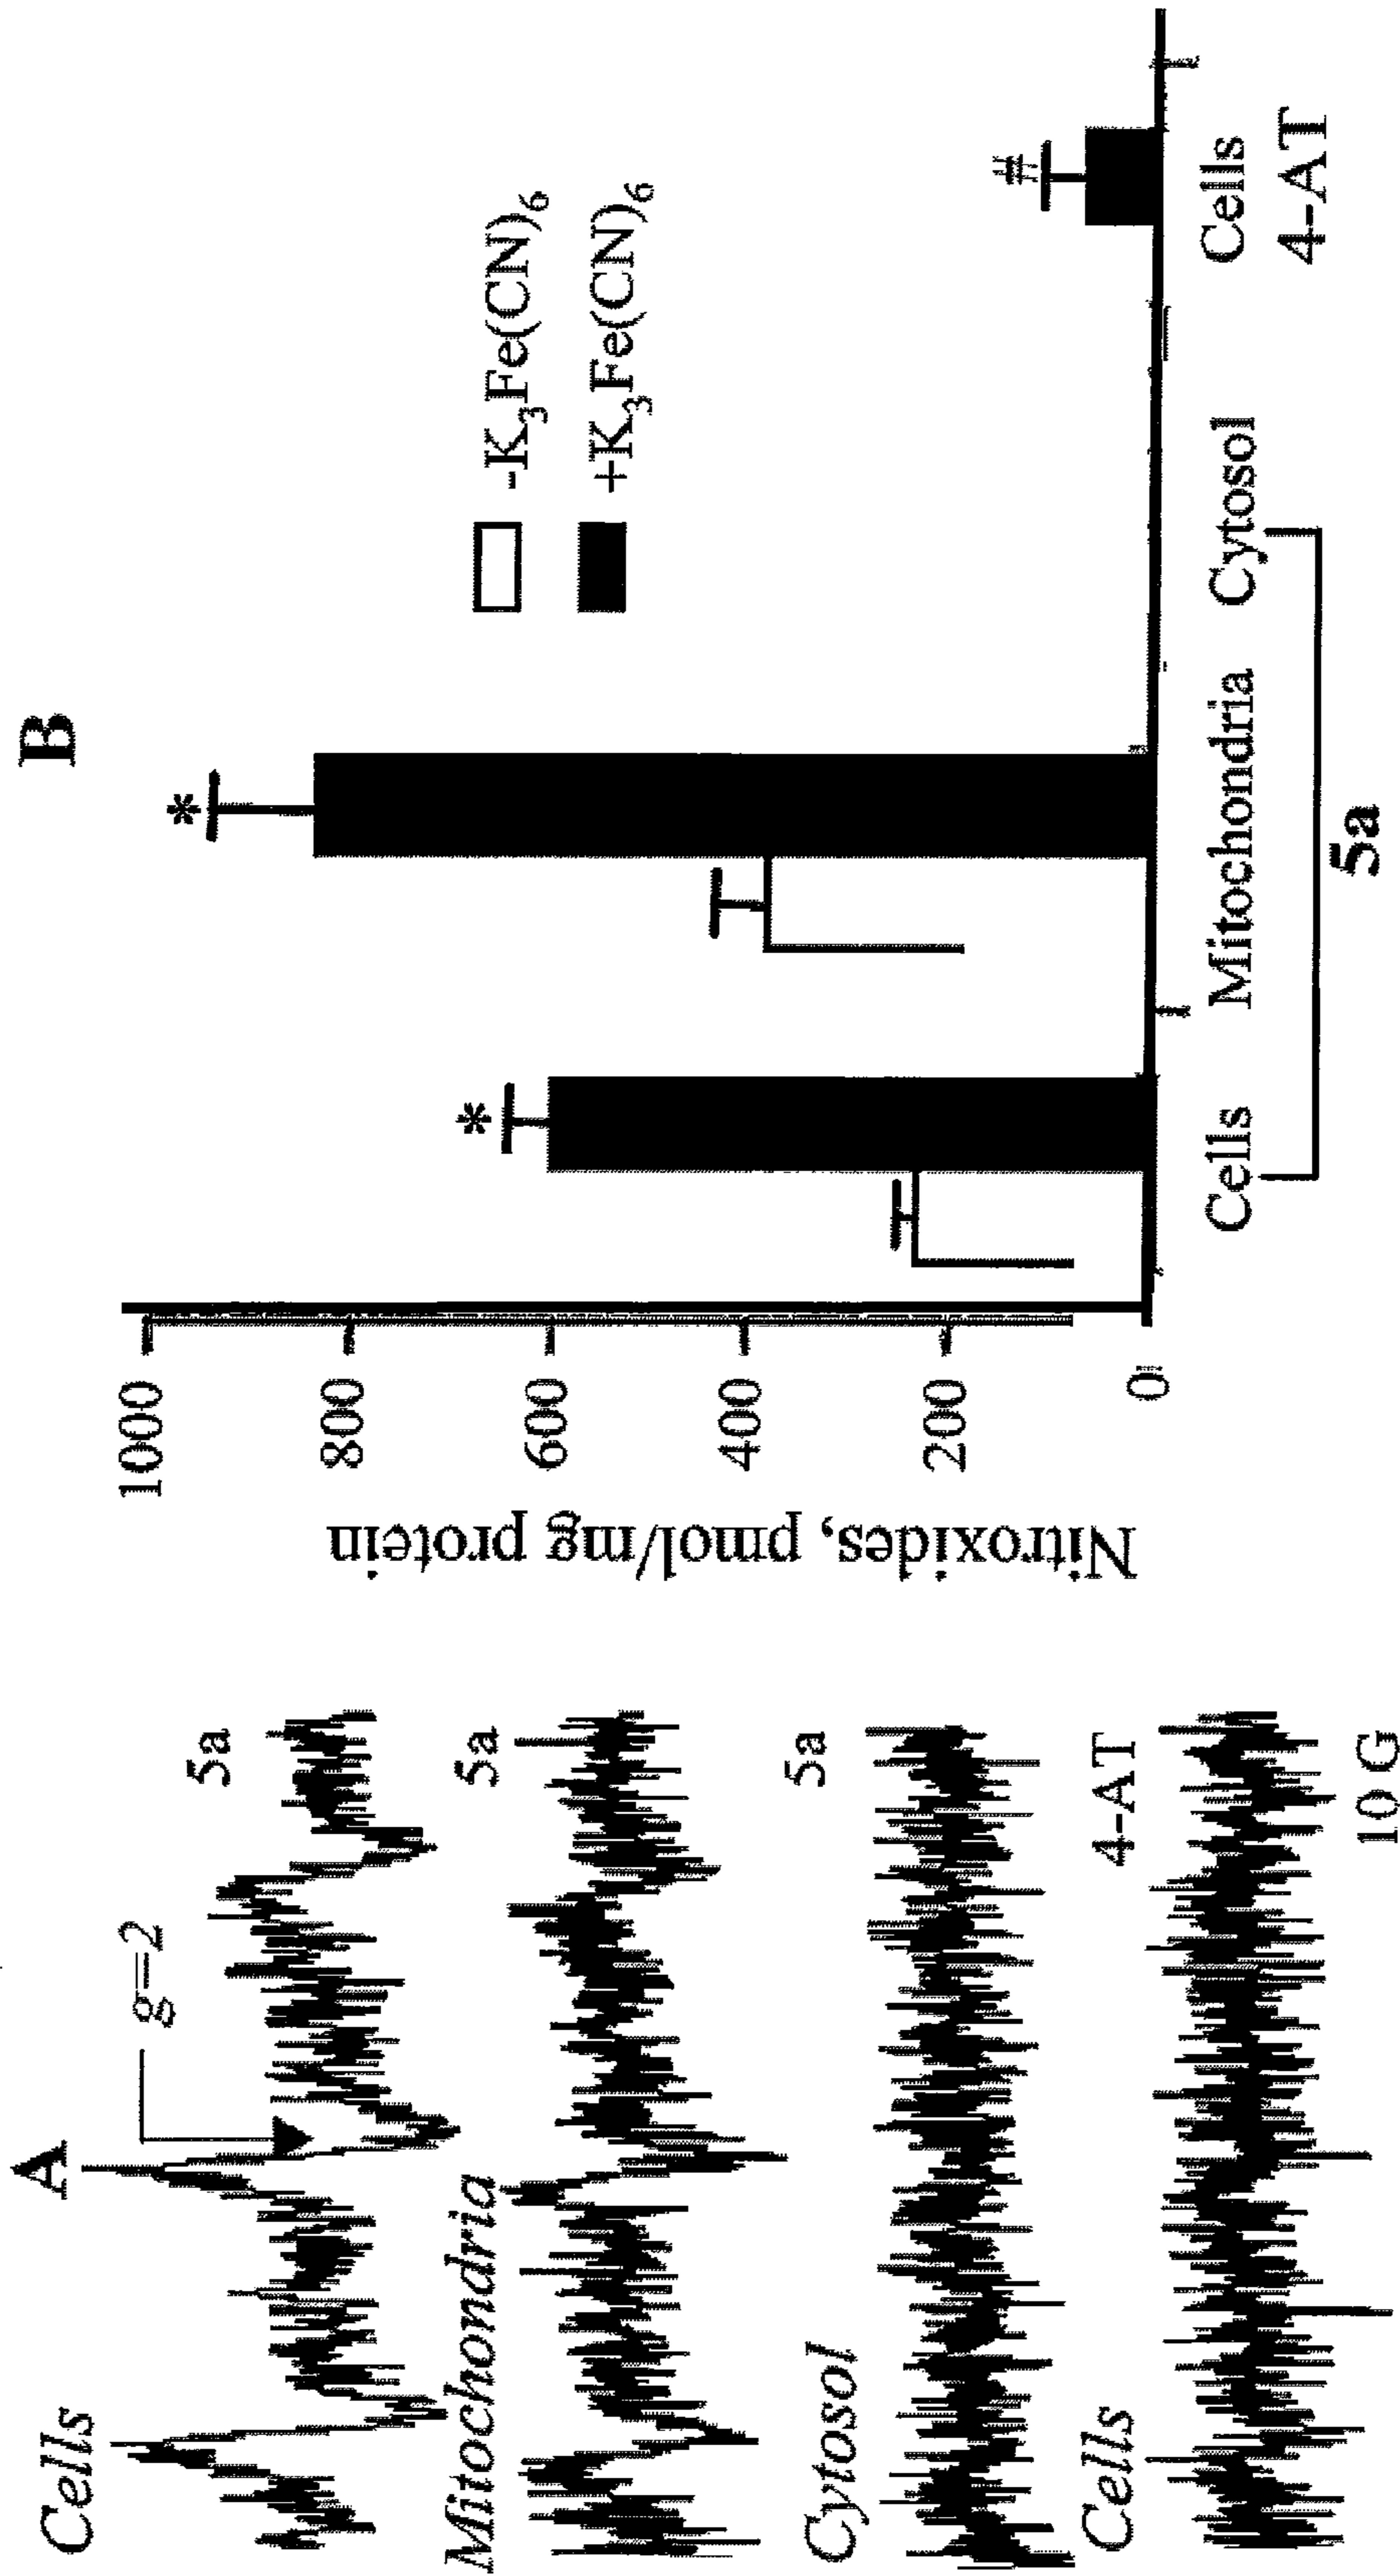 A
Cells
g=2
5a
Mitochondria
5a
Cytosol
5a
Cells
4-AT
10 G
B
Nitroxides, pmol/mg protein
1000
800
600
400
200
0
*
*
#
-K3Fe(CN)6
+K3Fe(CN)6
Cells
Mitochondria
Cytosol
Cells
5a
4-AT